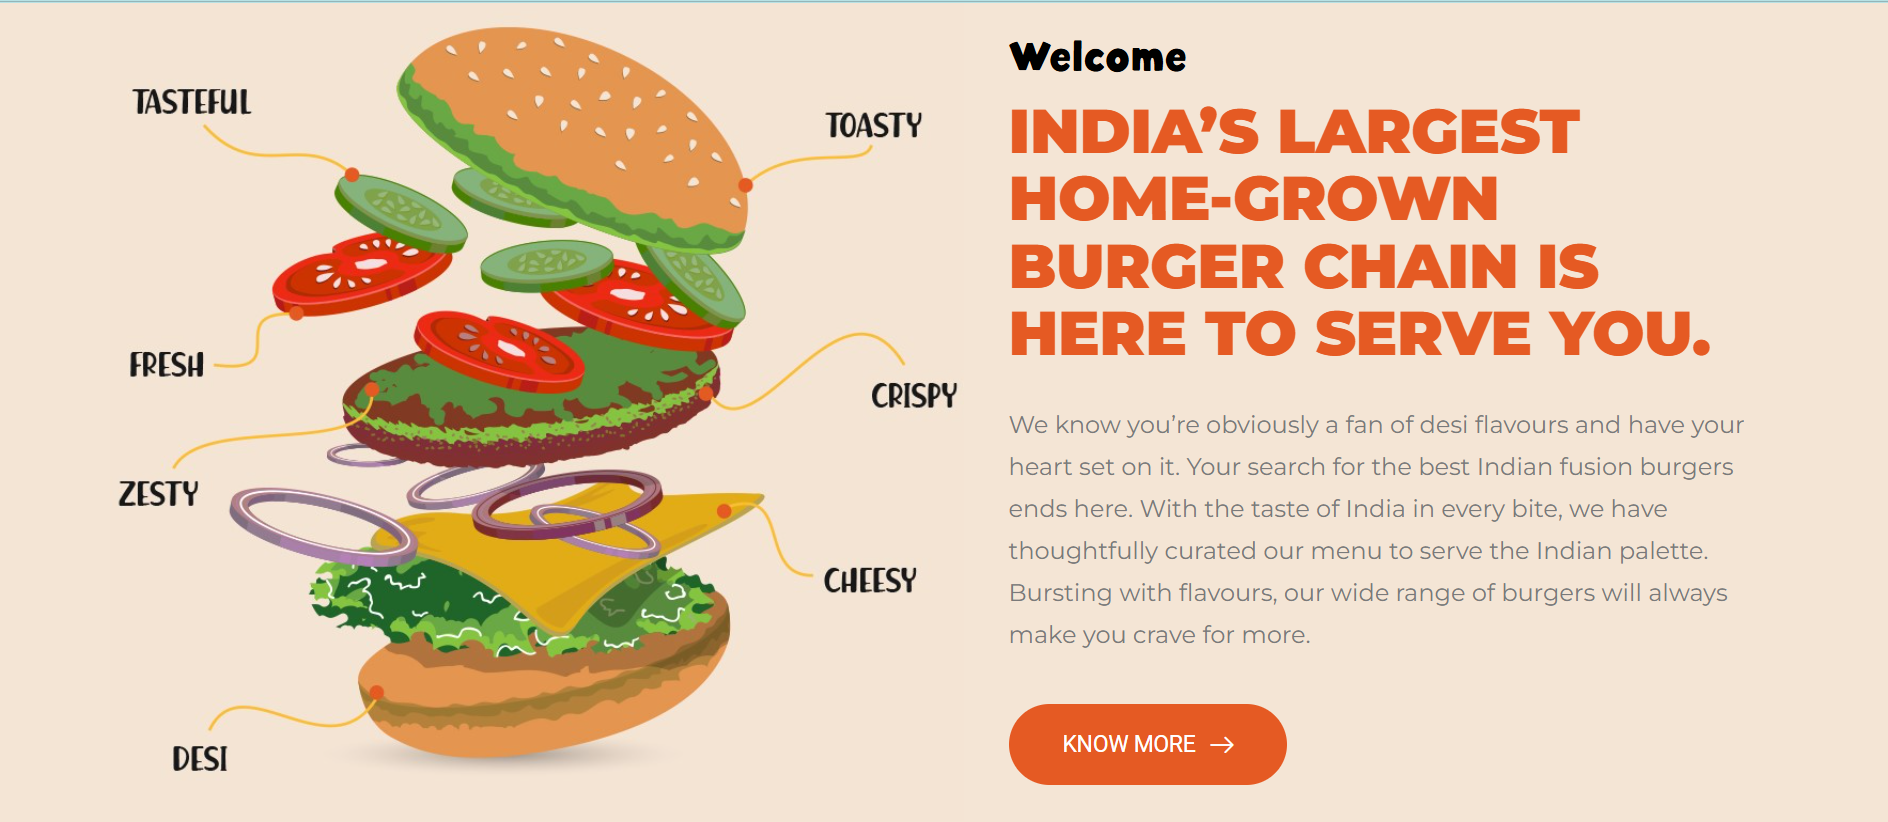 TASTEFUL
TOASTY
FRESH
CRISPY
ZESTY
CHEESY
DESI
Welcome
INDIA’S LARGEST
HOME-GROWN
BURGER CHAIN IS
HERE TO SERVE YOU.
We know you’re obviously a fan of desi flavours and have your
heart set on it. Your search for the best Indian fusion burgers
ends here. With the taste of India in every bite, we have
thoughtfully curated our menu to serve the Indian palette.
Bursting with flavours, our wide range of burgers will always
make you crave for more.
KNOW MORE →